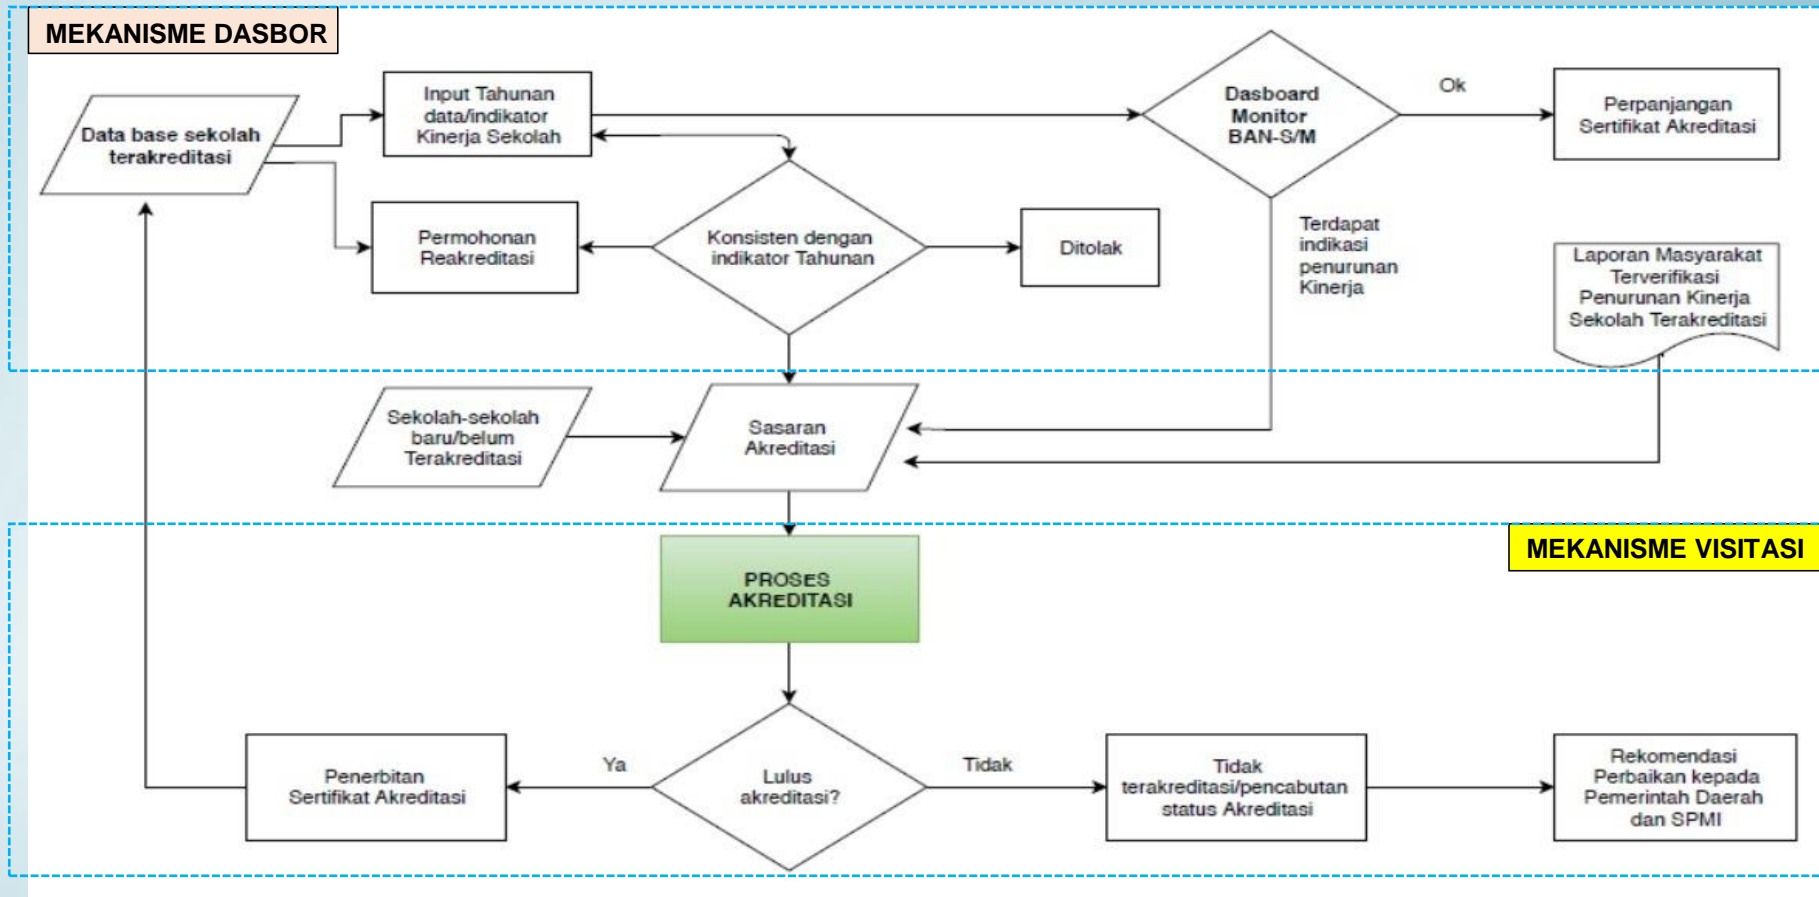 MEKANISME DASBOR
Data base sekolah
terakreditasi
Input Tahunan
data/indikator
Kinerja Sekolah
Dasboard
Monitor
BAN-S/M
Ok
Perpanjangan
Sertifikat Akreditasi
Permohonan
Reakreditasi
Konsisten dengan
indikator Tahunan
Ditolak
Terdapat
indikasi
penurunan
Kinerja
Laporan Masyarakat
Terverifikasi
Penurunan Kinerja
Sekolah Terakreditasi
Sekolah-sekolah
baru/belum
Terakreditasi
Sasaran
Akreditasi
MEKANISME VISITASI
PROSES
AKREDITASI
Penerbitan
Sertifikat Akreditasi
Ya
Lulus
akreditasi?
Tidak
Tidak
terakreditasi/pencabutan
status Akreditasi
Rekomendasi
Perbaikan kepada
Pemerintah Daerah
dan SPMI